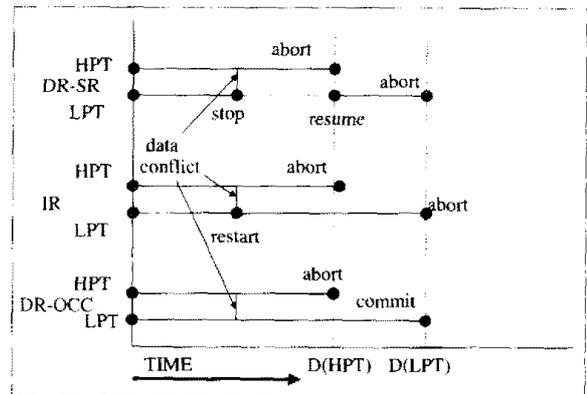 abort
HPT
abort
DR-SR
LPT
stop
resume
data
conflict
HPT
abort
IR
abort
LPT
restart
HPT
abort
commit
DR-OCC
LPT
TIME
D(HPT) D(LPT)